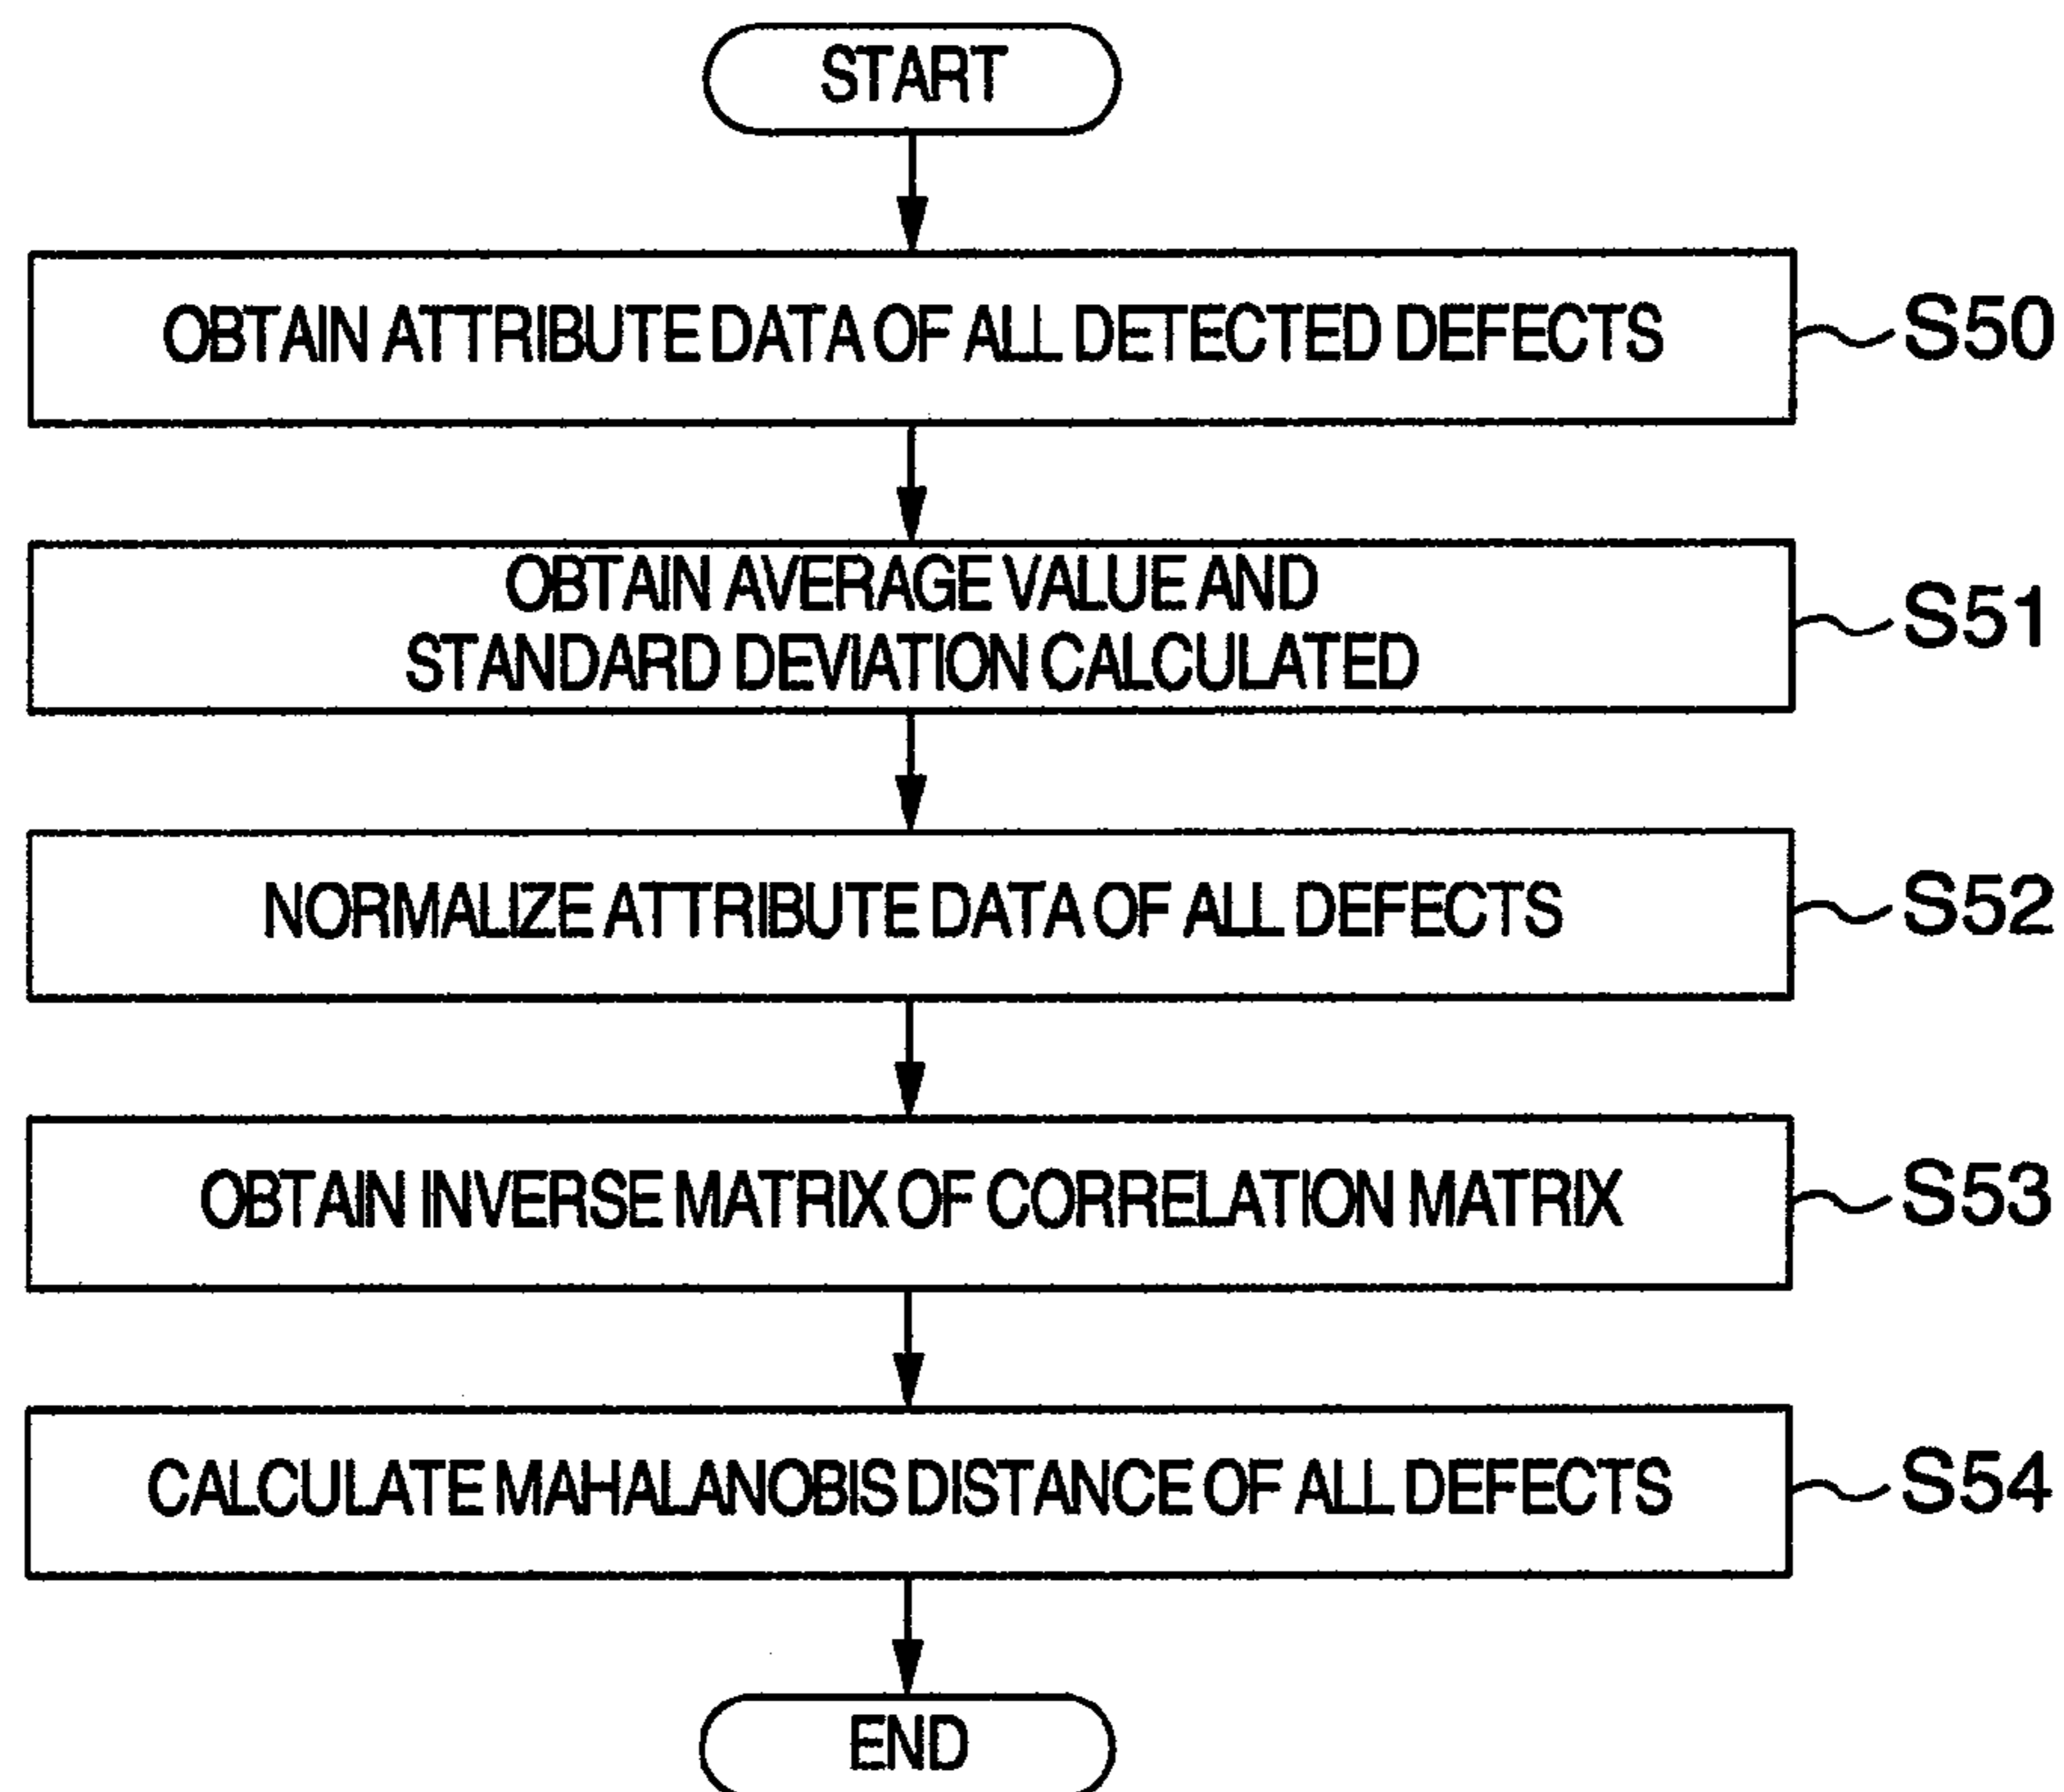 START
OBTAIN ATTRIBUTE DATA OF ALL DETECTED DEFECTS
S50
OBTAIN AVERAGE VALUE AND
STANDARD DEVIATION CALCULATED
S51
NORMALIZE ATTRIBUTE DATA OF ALL DEFECTS
S52
OBTAIN INVERSE MATRIX OF CORRELATION MATRIX
S53
CALCULATE MAHALANOBIS DISTANCE OF ALL DEFECTS
S54
END